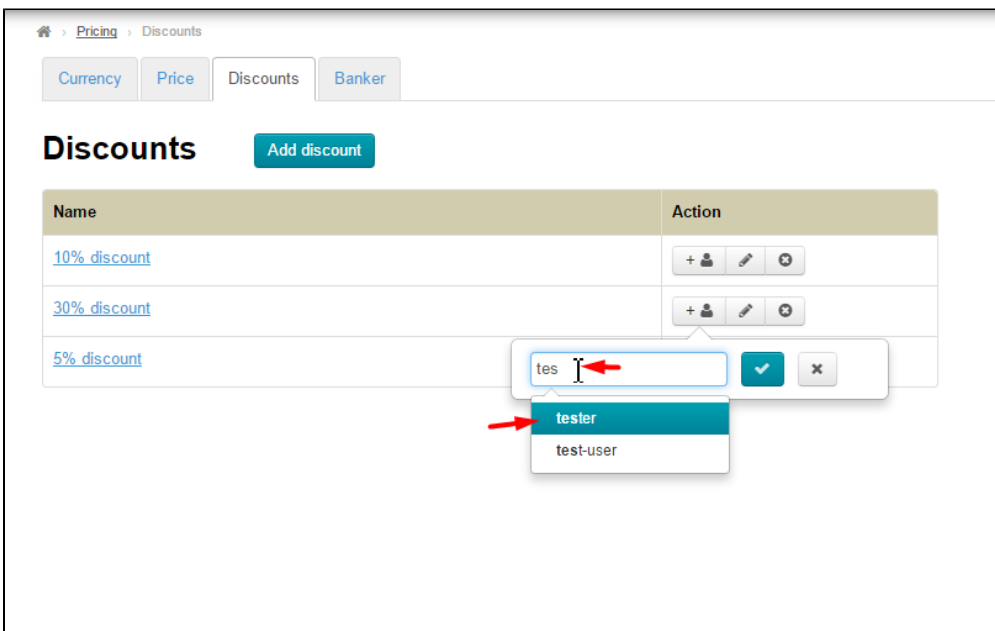 Pricing › Discounts
Currency Price Discounts Banker
Discounts Add discount
Name Action
10% discount +
30% discount +
5% discount
tes
tester
test-user